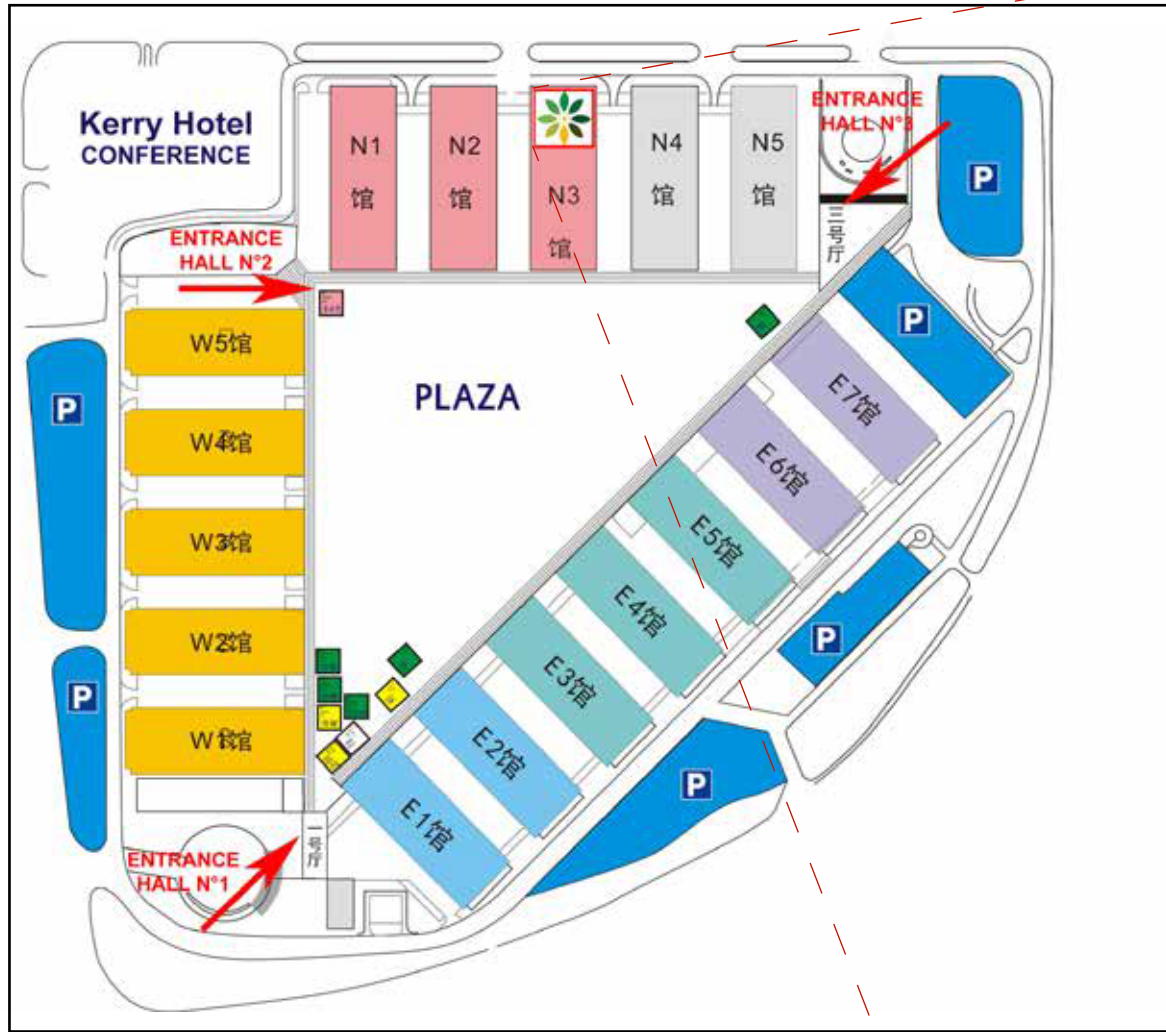 Kerry Hotel
CONFERENCE
N1
馆
N2
馆
N3
馆
N4
馆
N5
馆
ENTRANCE
HALL N°3
P
三号厅
ENTRANCE
HALL N°2
P
W5馆
PLAZA
E7馆
P
W4馆
E6馆
W3馆
E5馆
E4馆
P
W2馆
E3馆
P
W1馆
E2馆
P
E1馆
一号厅
ENTRANCE
HALL N°1